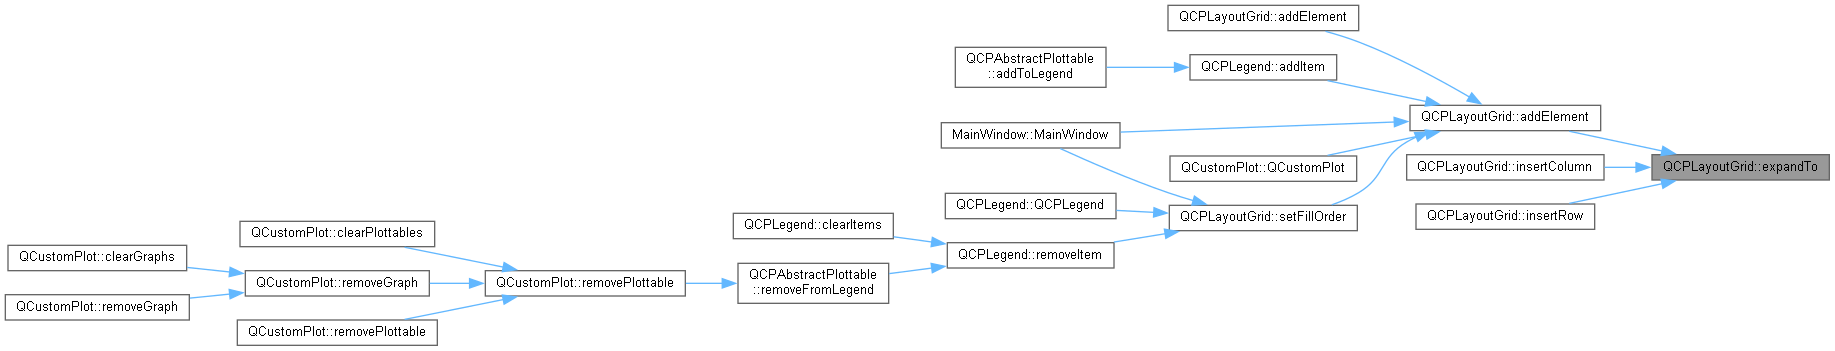 QCPLayoutGrid::addElement
QCPAbstractPlottable
::addToLegend
QCPLegend::addItem
QCPLayoutGrid::addElement
MainWindow::MainWindow
QCustomPlot::QCustomPlot
QCPLayoutGrid::insertColumn
QCPLayoutGrid::expandTo
QCPLegend::QCPLegend
QCPLayoutGrid::setFillOrder
QCPLayoutGrid::insertRow
QCustomPlot::clearPlottables
QCPLegend::clearItems
QCustomPlot::clearGraphs
QCPLegend::removeItem
QCustomPlot::removeGraph
QCustomPlot::removePlottable
QCPAbstractPlottable
::removeFromLegend
QCustomPlot::removeGraph
QCustomPlot::removePlottable